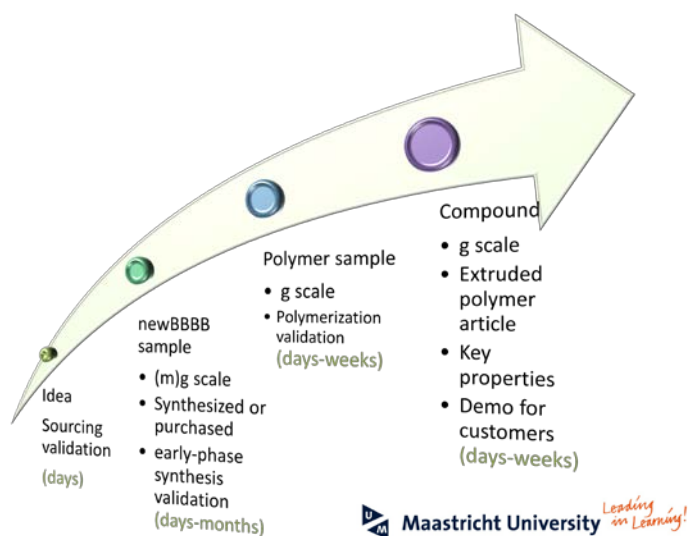 Idea
Sourcing
validation
(days)
newBBBB
sample
• (m)g scale
• Synthesized or
purchased
• early-phase
synthesis
validation
(days-months)
Polymer sample
• g scale
• Polymerization
validation
(days-weeks)
Compound
• g scale
• Extruded
polymer
article
• Key
properties
• Demo for
customers
(days-weeks)
UM Maastricht University
Leading
in Learning!